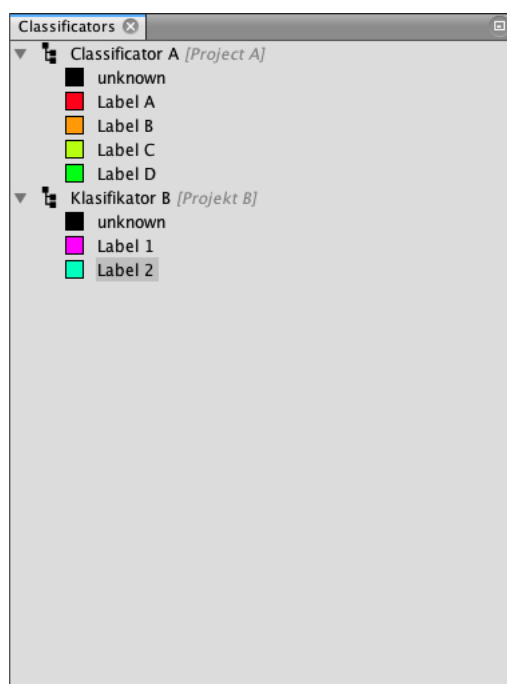 Classificators
Classificator A [Project A]
unknown
Label A
Label B
Label C
Label D
Klasifikator B [Projekt B]
unknown
Label 1
Label 2